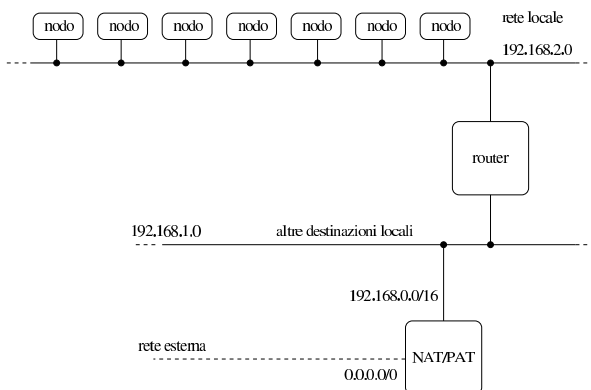 nodo nodo nodo nodo nodo nodo nodo
rete locale
192.168.2.0
router
192.168.1.0
altre destinazioni locali
192.168.0.0/16
rete esterna
NAT/PAT
0.0.0.0/0